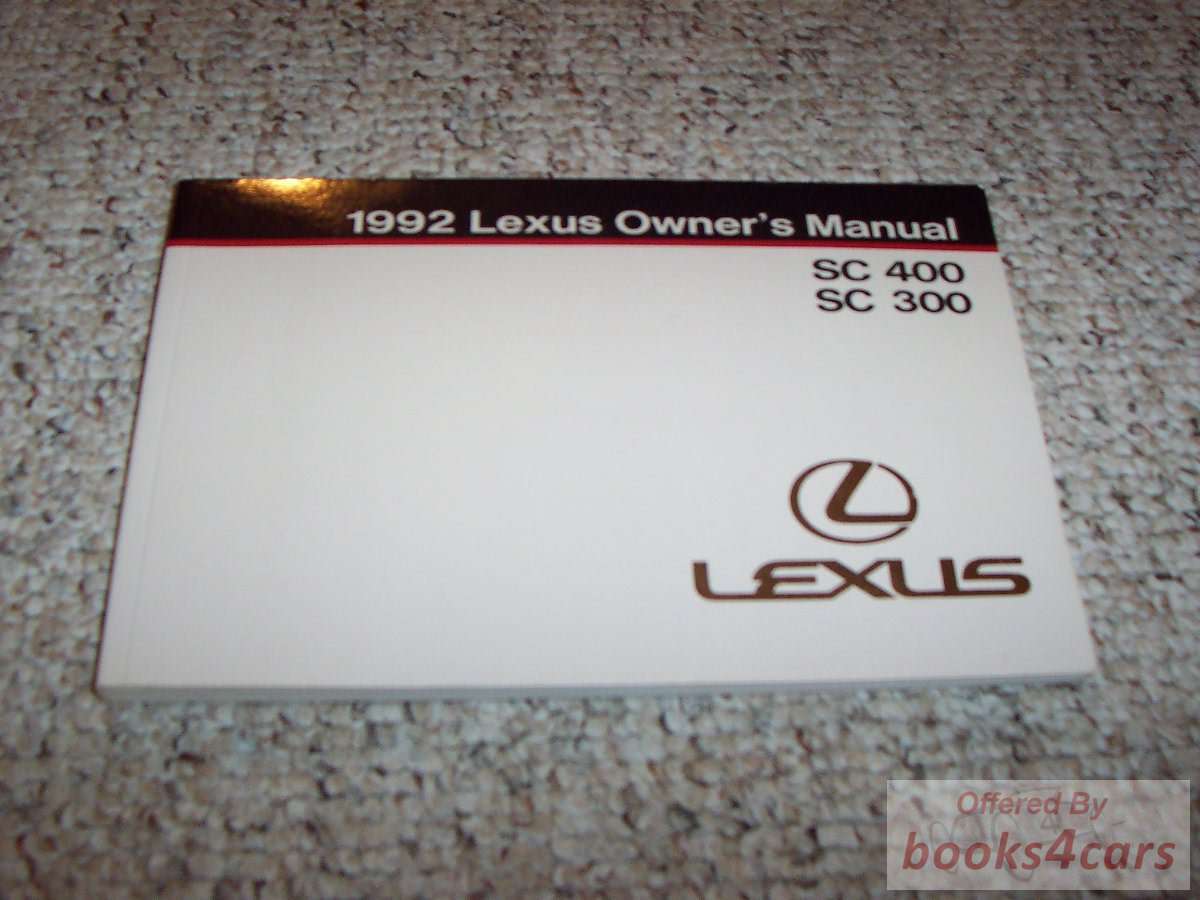 1992 Lexus Owner's Manual
SC 400
SC 300
LEXUS
Offered By
books4cars